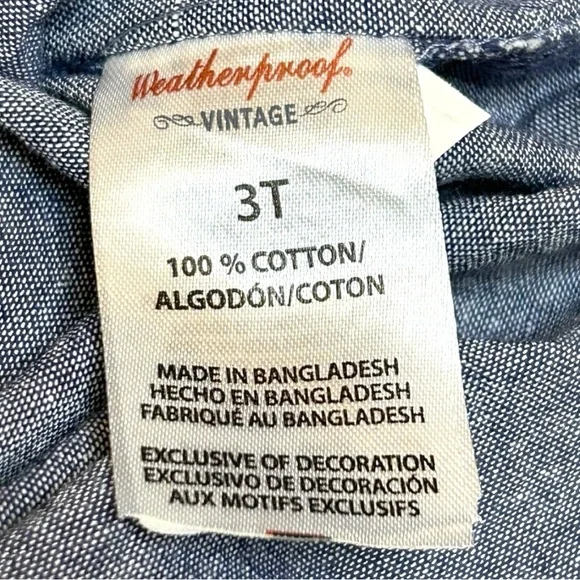 Weatherproof®
VINTAGE
3T
100 % COTTON/
ALGODÓN/COTON
MADE IN BANGLADESH
HECHO EN BANGLADESH
FABRIQUÉ AU BANGLADESH
EXCLUSIVE OF DECORATION
EXCLUSIVO DE DECORACIÓN
AUX MOTIFS EXCLUSIFS